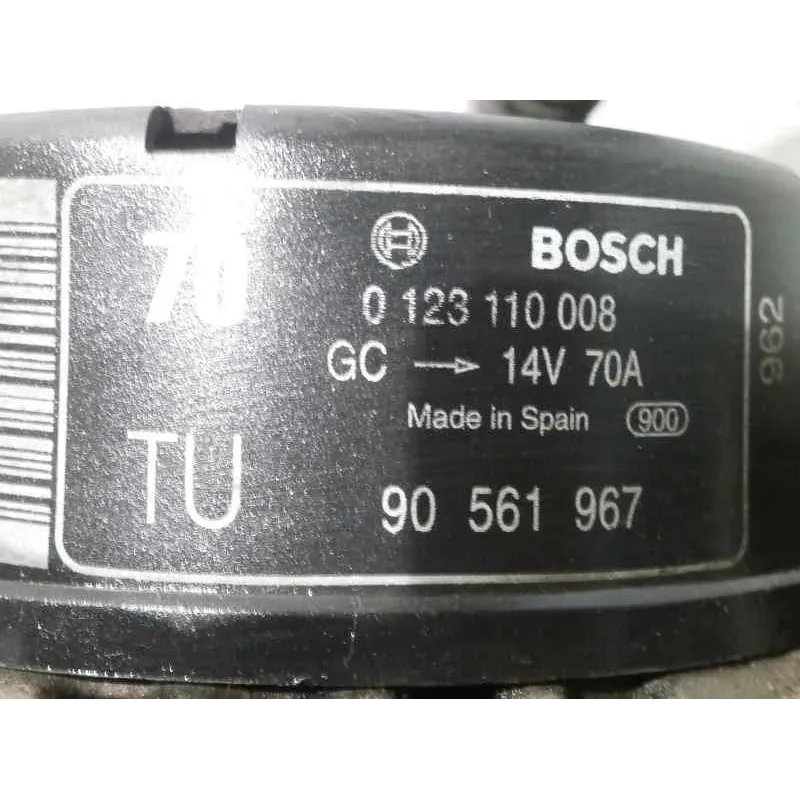 70
BOSCH
0 123 110 008
GC → 14V 70A
Made in Spain 900
TU
90 561 967
962